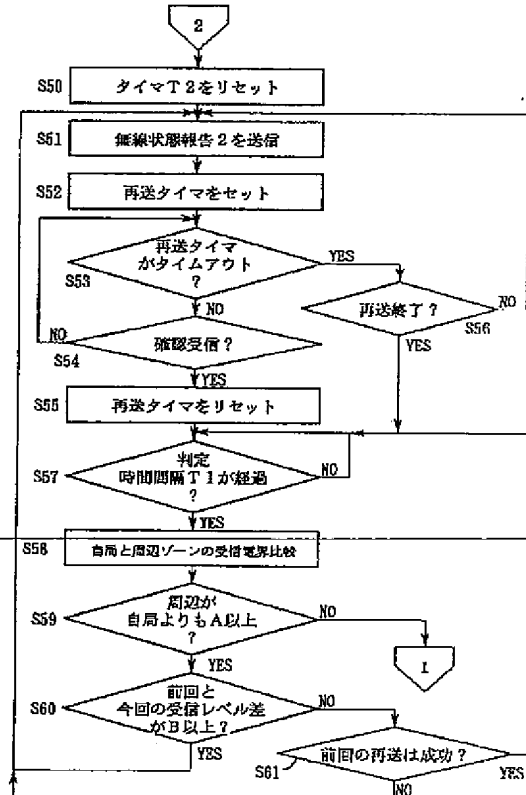 2
S50
タイマT2をリセット
S51
無線状態報告2を送信
S52
再送タイマをセット
再送タイマ
がタイムアウト
?
S53
YES
NO
再送終了?
NO
S56
YES
NO
確認受信?
S54
YES
S55
再送タイマをリセット
判定
時間間隔T1が経過
?
S57
NO
YES
S58
自局と周辺ゾーンの受信電界比較
周辺が
自局よりもA以上
?
S59
NO
1
YES
前回と
今回の受信レベル差
がB以上?
S60
NO
YES
前回の再送は成功?
S61
YES
NO